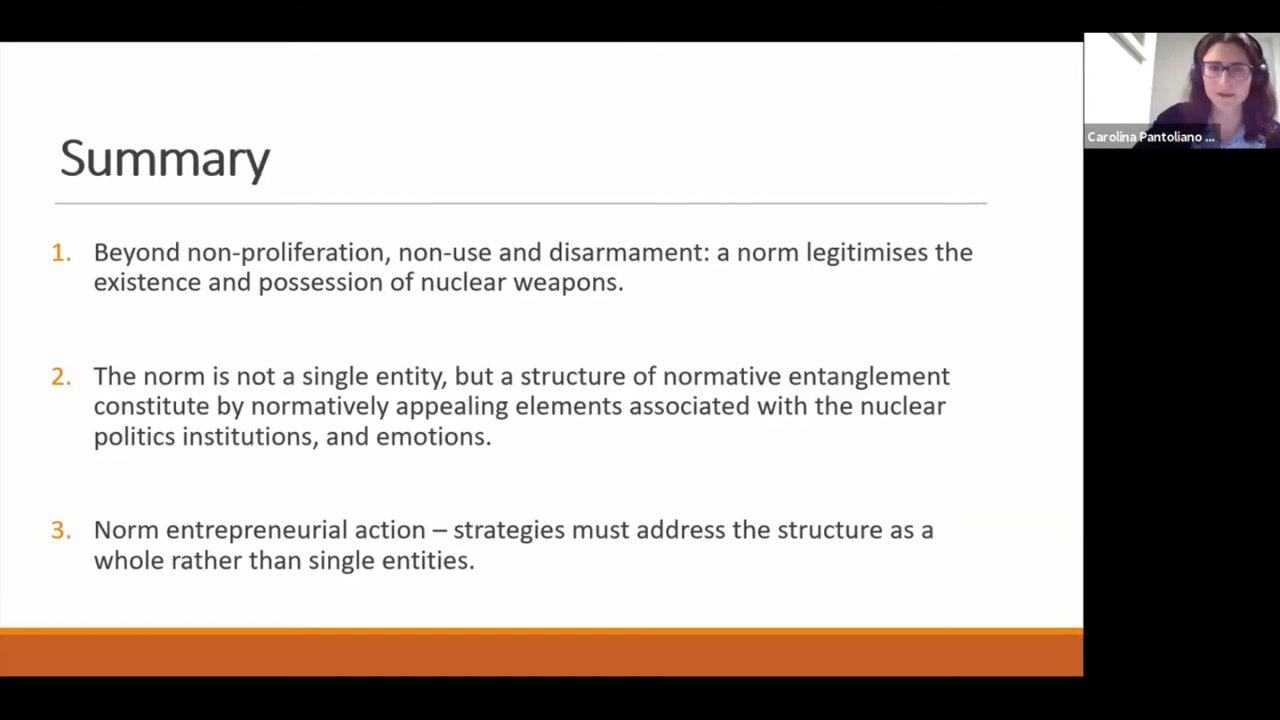 Summary
1. Beyond non-proliferation, non-use and disarmament: a norm legitimises the
existence and possession of nuclear weapons.
2. The norm is not a single entity, but a structure of normative entanglement
constitute by normatively appealing elements associated with the nuclear
politics institutions, and emotions.
3. Norm entrepreneurial action – strategies must address the structure as a
whole rather than single entities.
Carolina Pantoliano ...